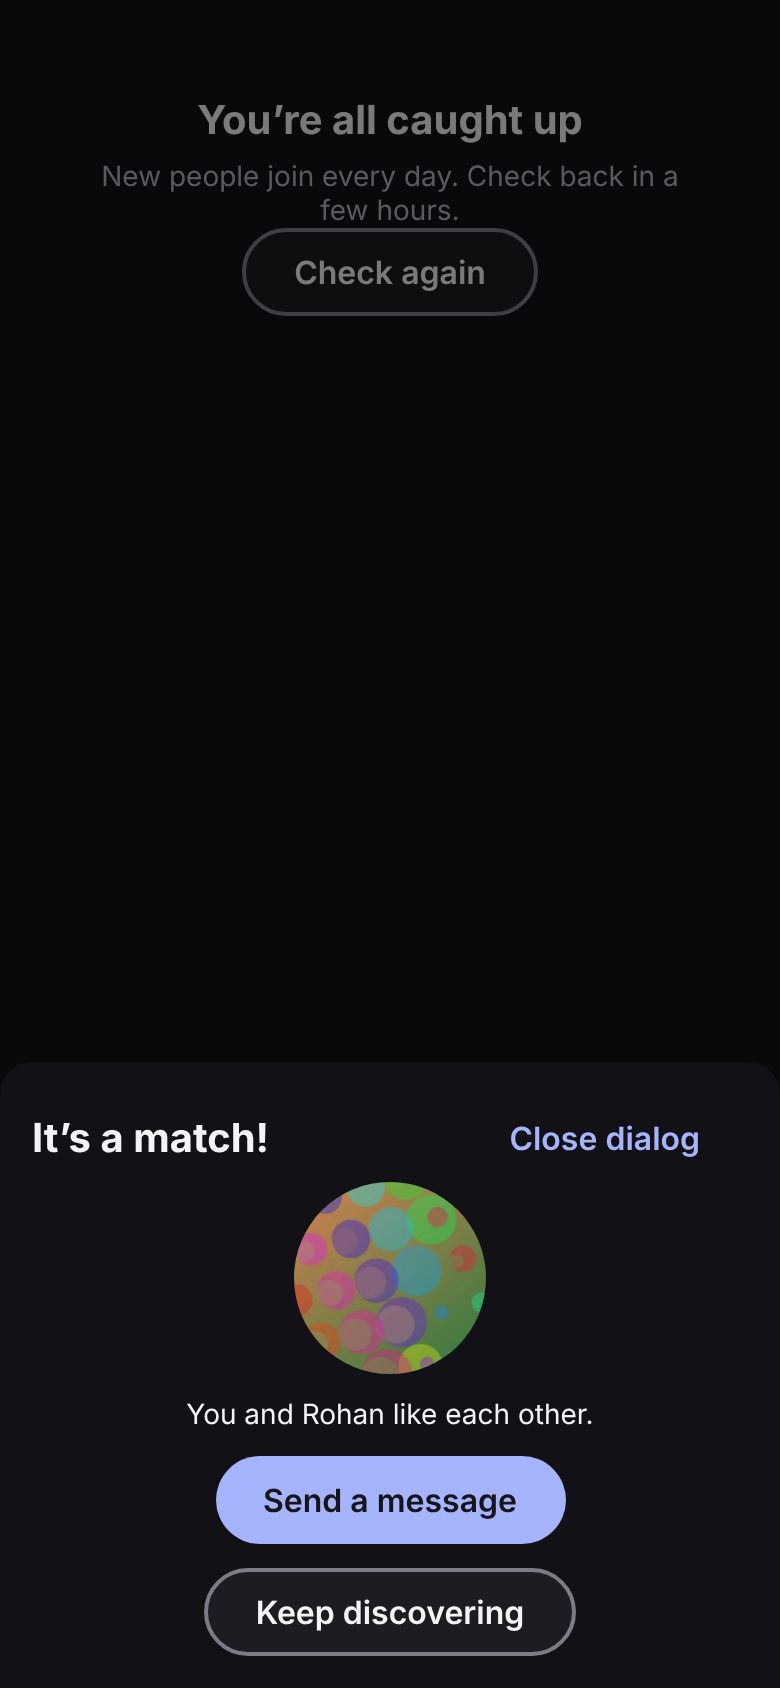 You’re all caught up
New people join every day. Check back in a
few hours.
Check again
It’s a match!
Close dialog
You and Rohan like each other.
Send a message
Keep discovering